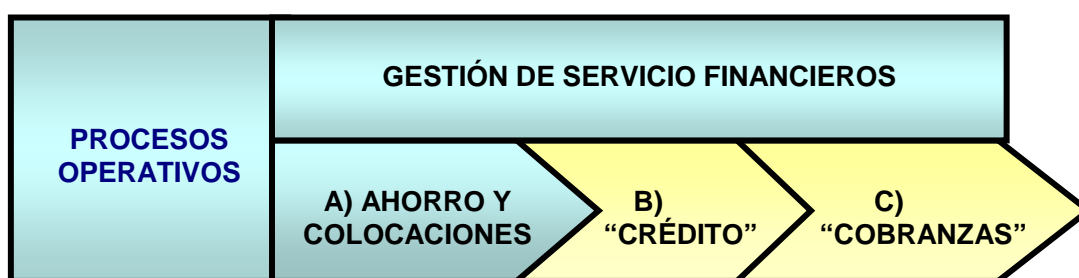 PROCESOS
OPERATIVOS
GESTIÓN DE SERVICIO FINANCIEROS
A) AHORRO Y
COLOCACIONES
B)
“CRÉDITO”
C)
“COBRANZAS”